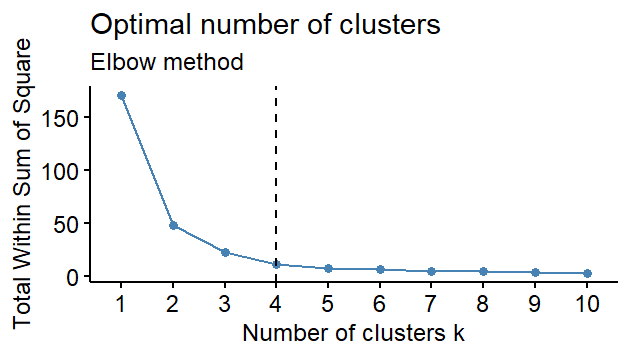 Optimal number of clusters
Elbow method
Total Within Sum of Square
150
100
50
0
1 2 3 4 5 6 7 8 9 10
Number of clusters k